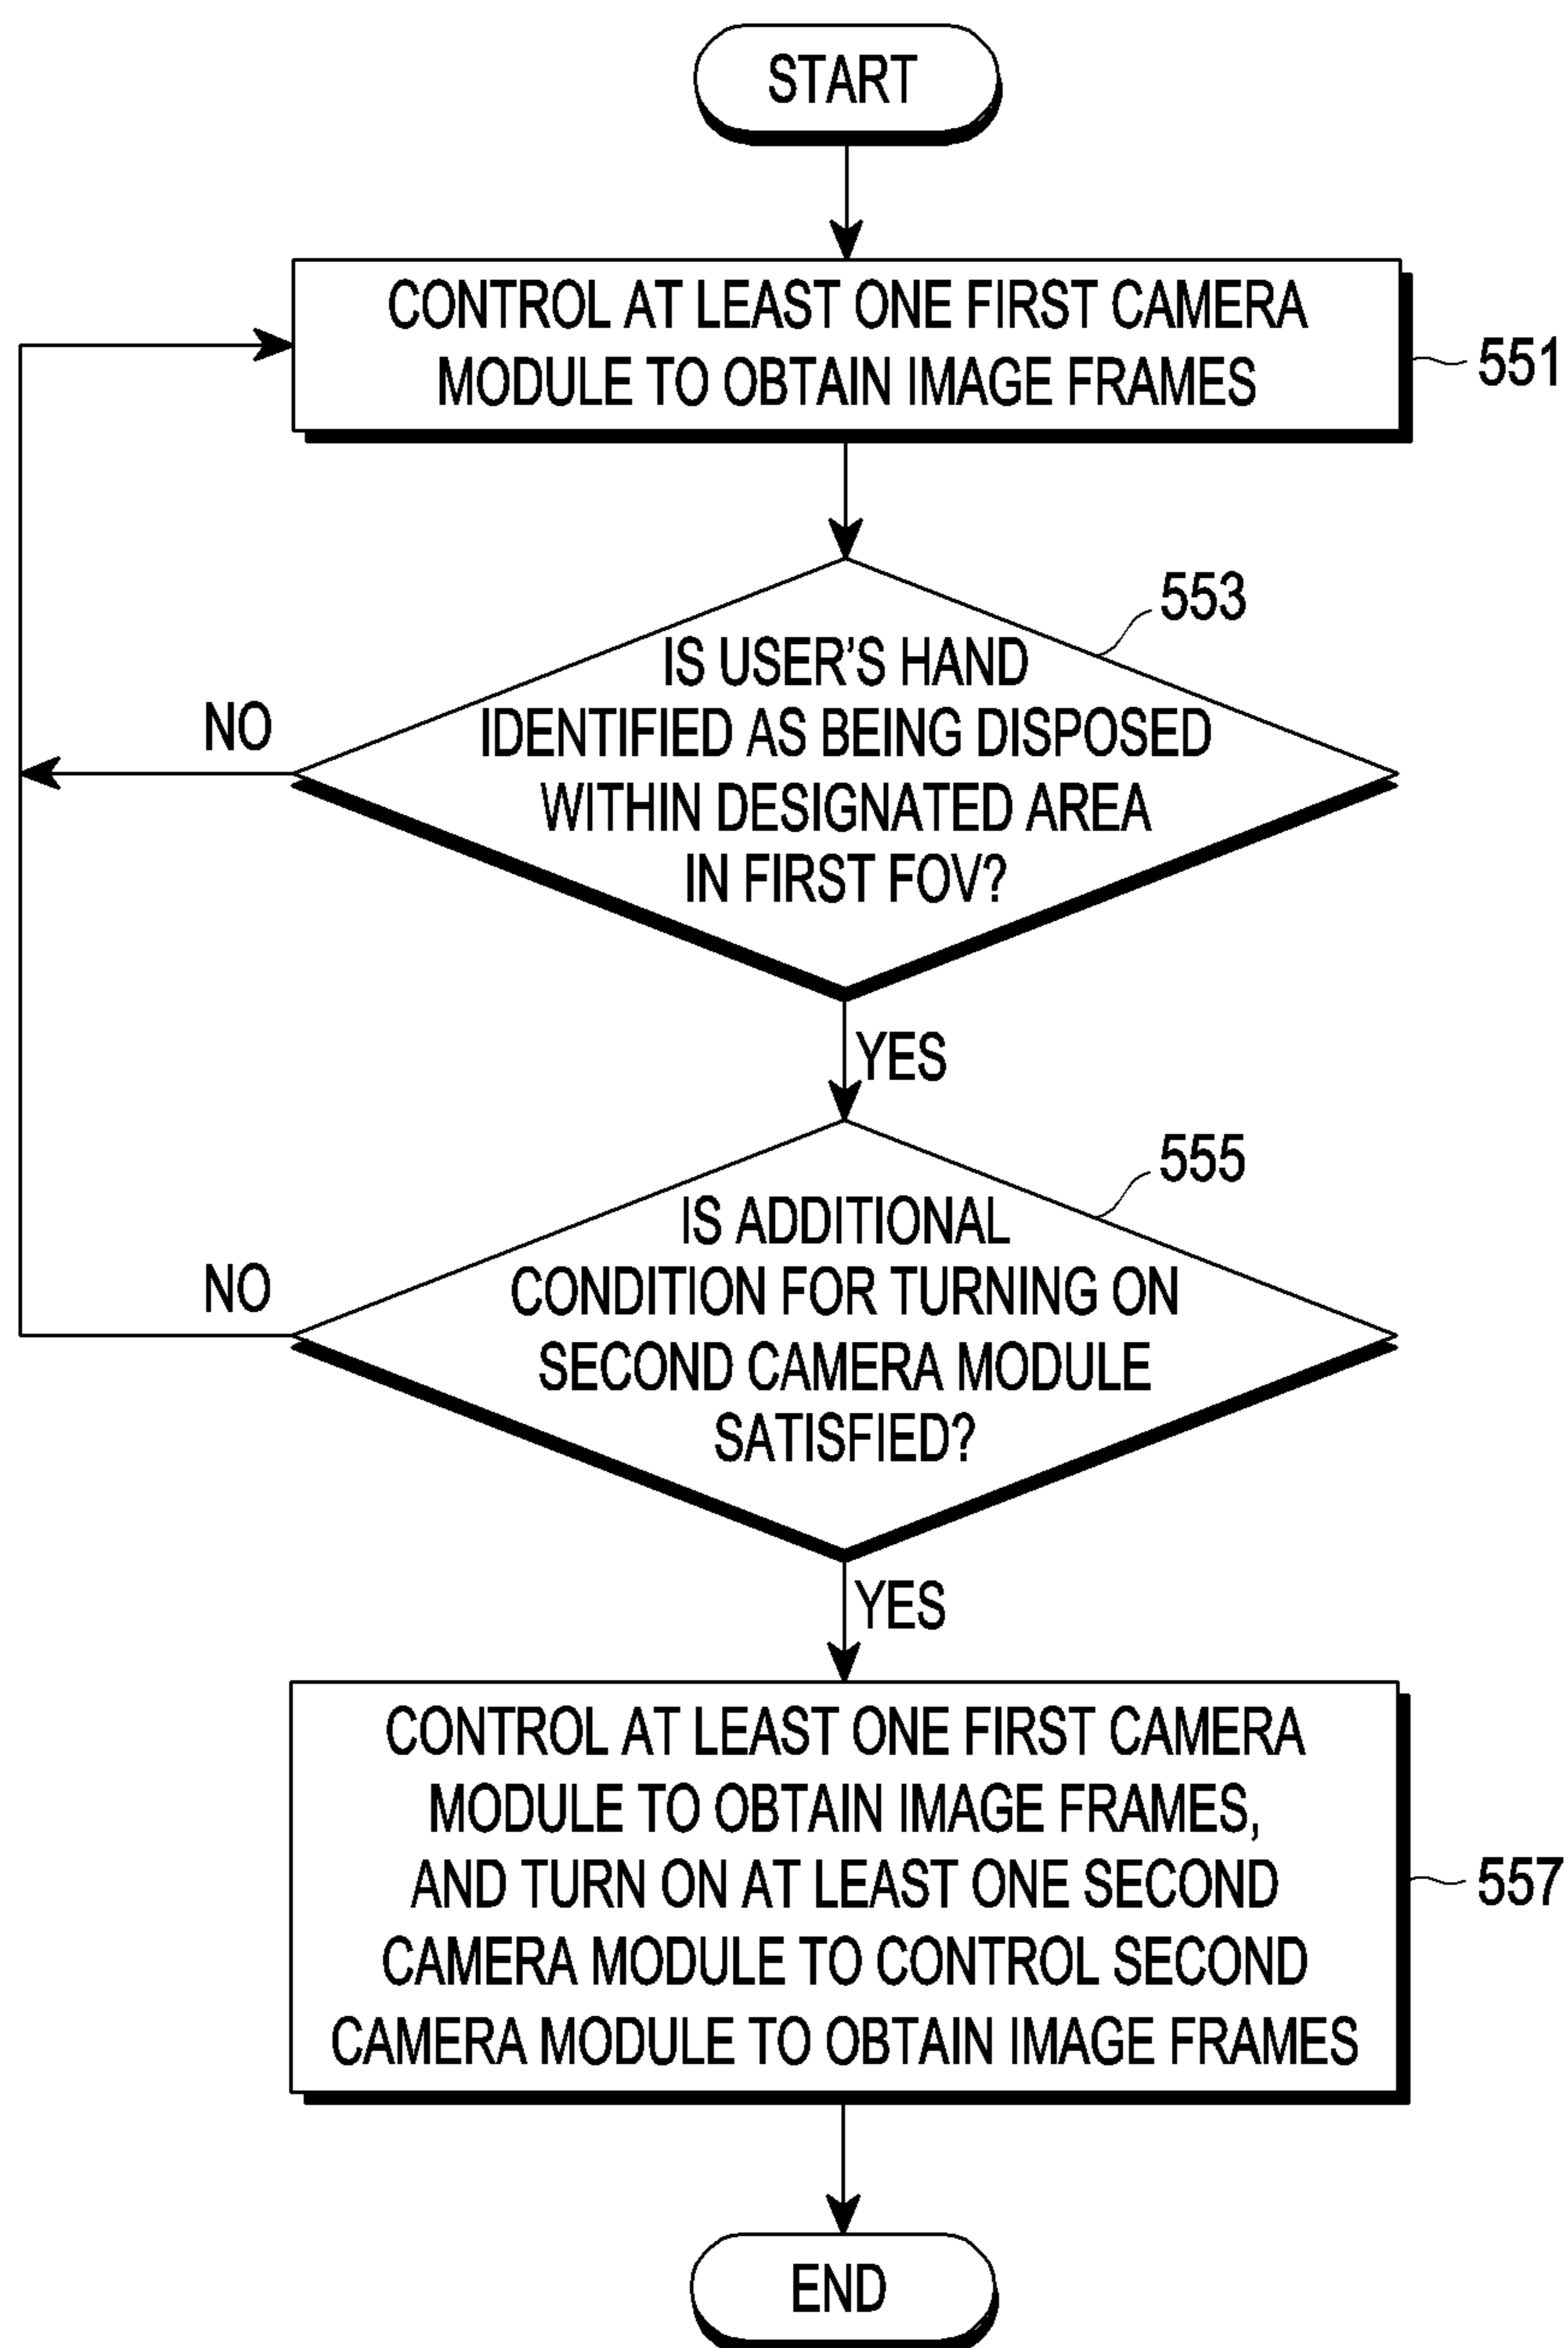 START
CONTROL AT LEAST ONE FIRST CAMERA
MODULE TO OBTAIN IMAGE FRAMES
551
553
IS USER’S HAND
IDENTIFIED AS BEING DISPOSED
WITHIN DESIGNATED AREA
IN FIRST FOV?
NO
YES
555
IS ADDITIONAL
CONDITION FOR TURNING ON
SECOND CAMERA MODULE
SATISFIED?
NO
YES
CONTROL AT LEAST ONE FIRST CAMERA
MODULE TO OBTAIN IMAGE FRAMES,
AND TURN ON AT LEAST ONE SECOND
CAMERA MODULE TO CONTROL SECOND
CAMERA MODULE TO OBTAIN IMAGE FRAMES
557
END